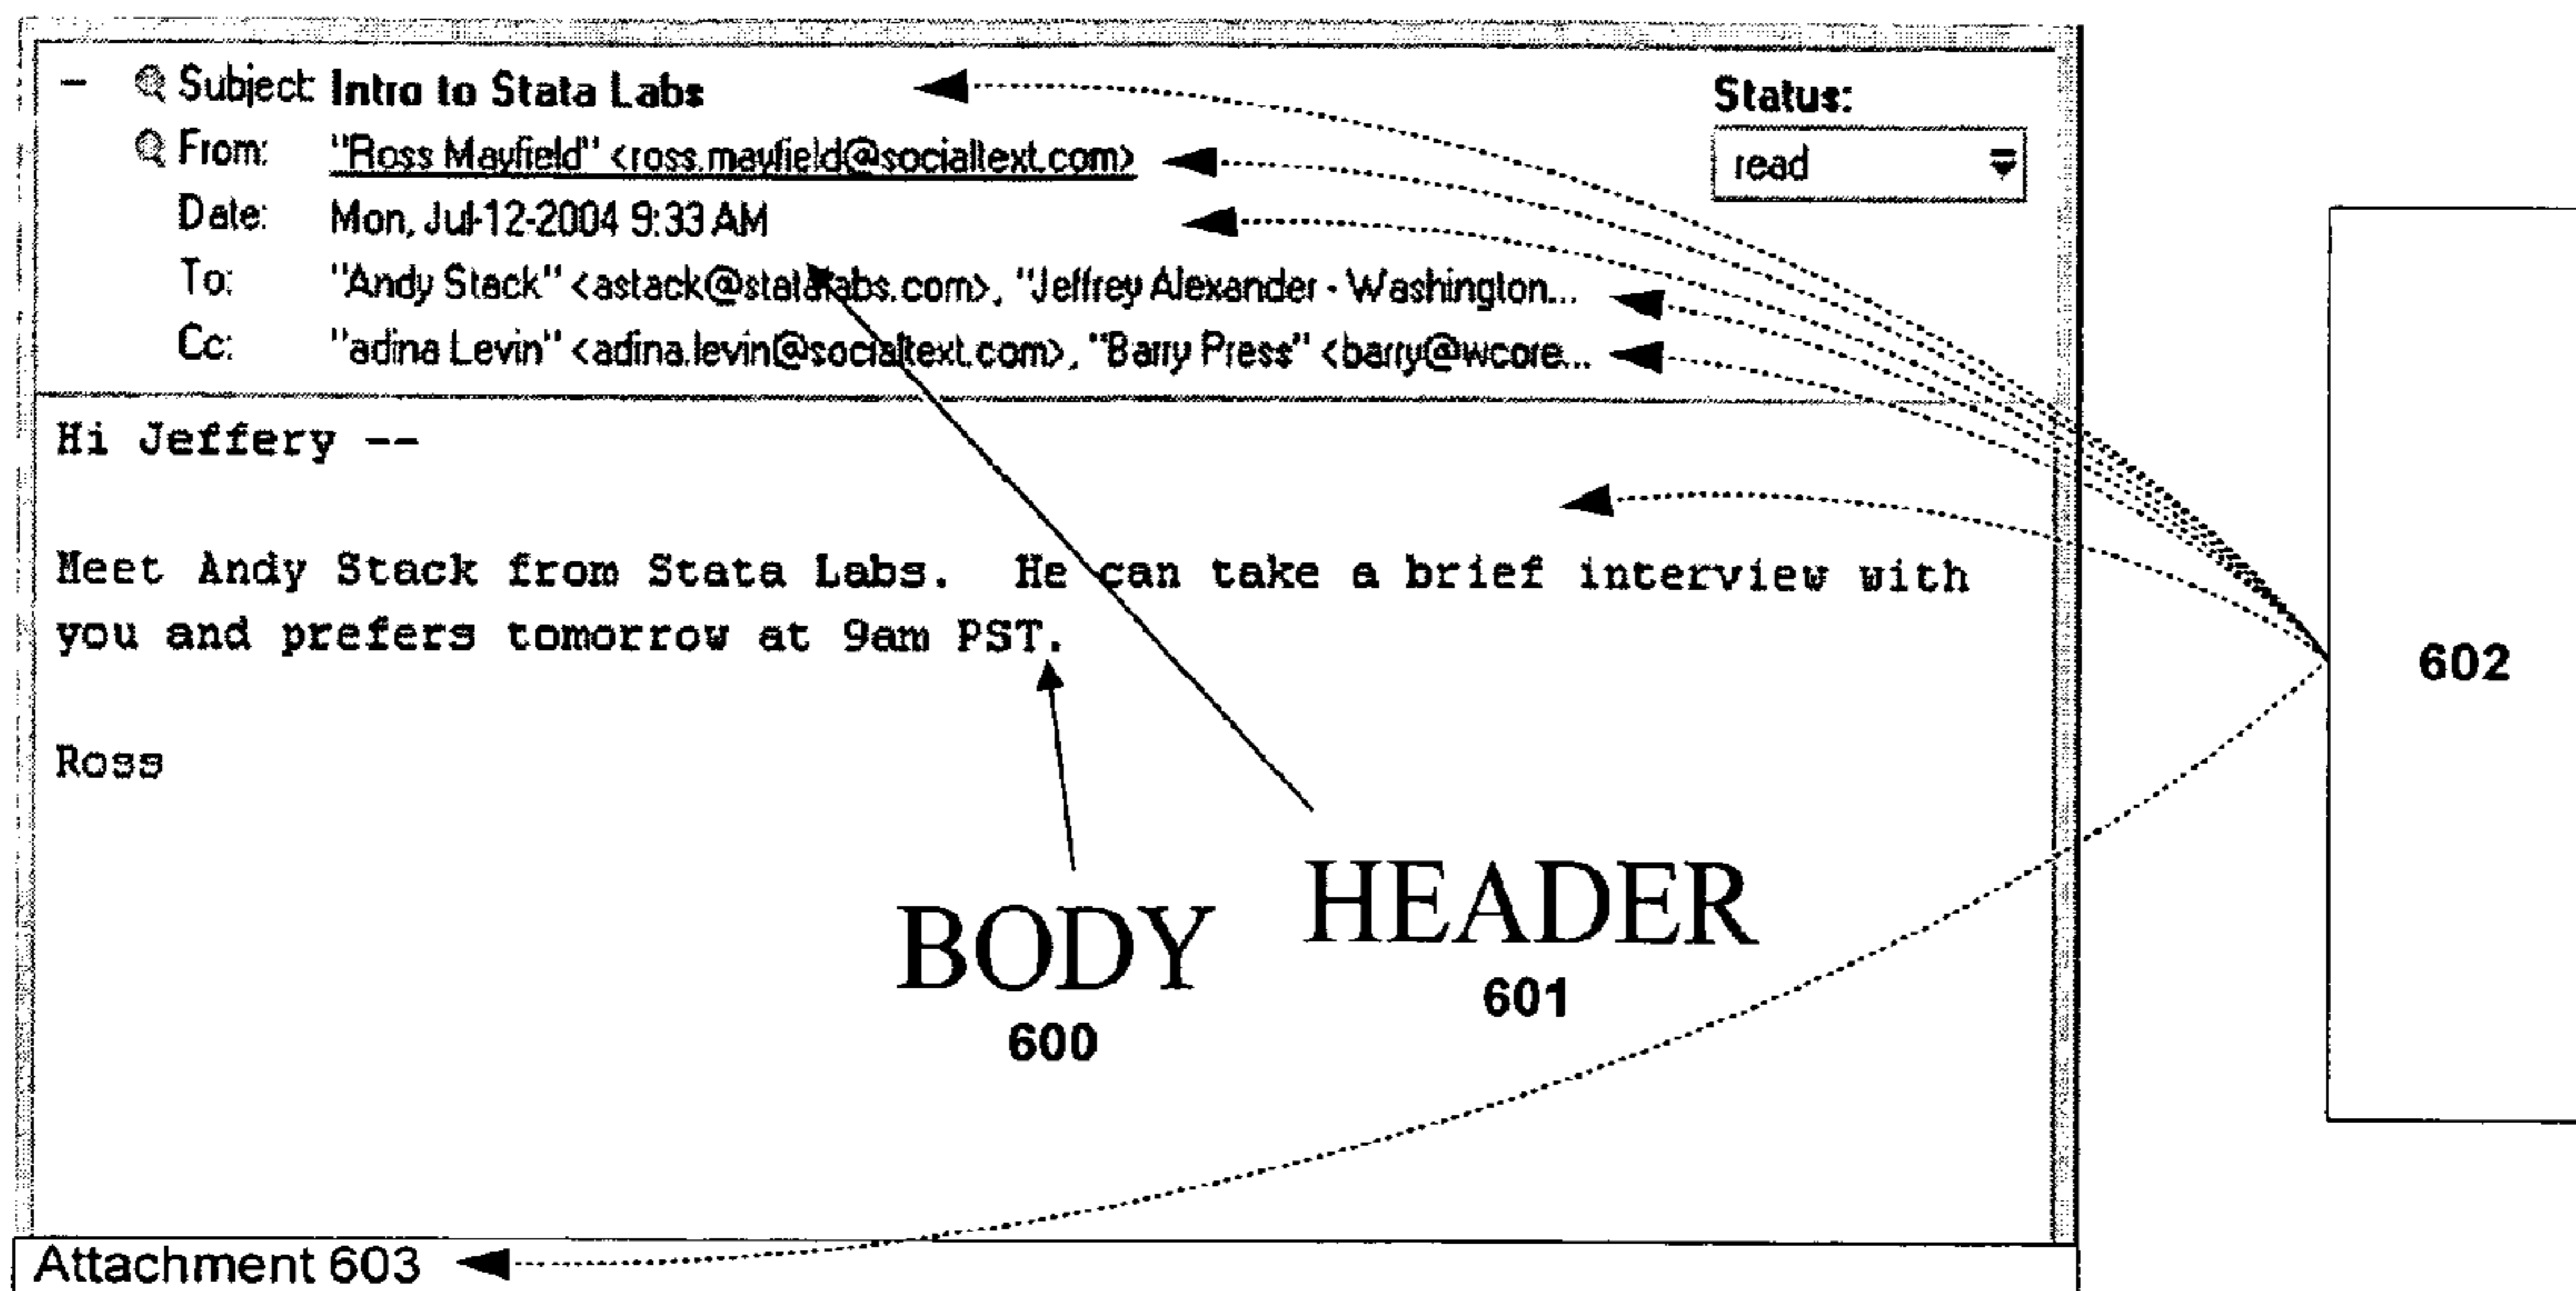 – Subject: Intro to Stata Labs
Status:
From: "Ross Mayfield" <ross.mayfield@socialtext.com>
read
Date: Mon, Jul-12-2004 9:33 AM
To: "Andy Stack" <astack@statalabs.com>, "Jeffrey Alexander - Washington...
Cc: "adina Levin" <adina.levin@socialtext.com>, "Barry Press" <barry@wcore...
Hi Jeffery --
Meet Andy Stack from Stata Labs. He can take a brief interview with
you and prefers tomorrow at 9am PST.
Ross
602
BODY
600
HEADER
601
Attachment 603